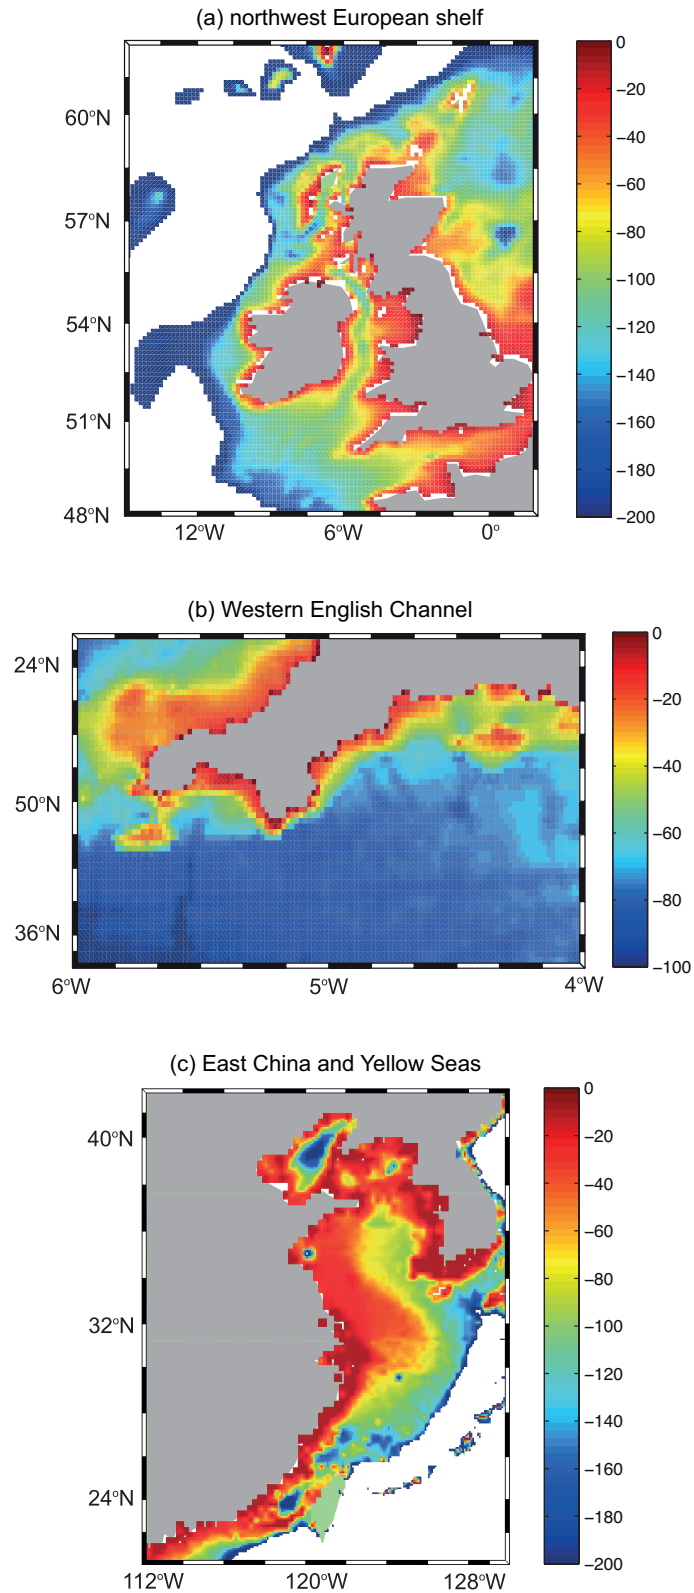 (a) northwest European shelf
60°N
57°N
54°N
51°N
48°N
12°W 6°W 0°
0
−20
−40
−60
−80
−100
−120
−140
−160
−180
−200
(b) Western English Channel
24°N
50°N
36°N
6°W 5°W 4°W
0
−20
−40
−60
−80
−100
(c) East China and Yellow Seas
40°N
32°N
24°N
112°W 120°W 128°W
0
−20
−40
−60
−80
−100
−120
−140
−160
−180
−200